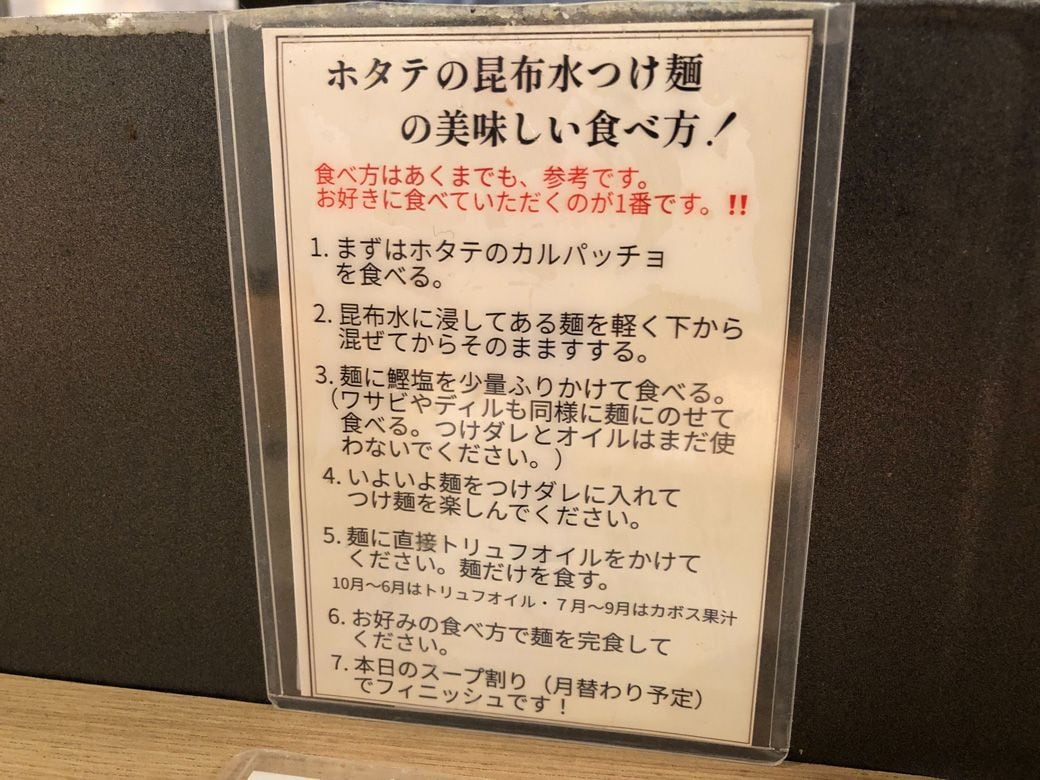 ホタテの昆布水つけ麺
の美味しい食べ方！
食べ方はあくまでも、参考です。
お好きに食べていただくのが1番です。‼
1. まずはホタテのカルパッチョ
を食べる。
2. 昆布水に浸してある麺を軽く下から
混ぜてからそのまますする。
3. 麺に鰹塩を少量ふりかけて食べる。
（ワサビやディルも同様に麺にのせて
食べる。つけダレとオイルはまだ使
わないでください。）
4. いよいよ麺をつけダレに入れて
つけ麺を楽しんでください。
5. 麺に直接トリュフオイルをかけて
ください。麺だけを食す。
10月〜6月はトリュフオイル・７月〜9月はカボス果汁
6. お好みの食べ方で麺を完食して
ください。
7. 本日のスープ割り（月替わり予定）
でフィニッシュです！